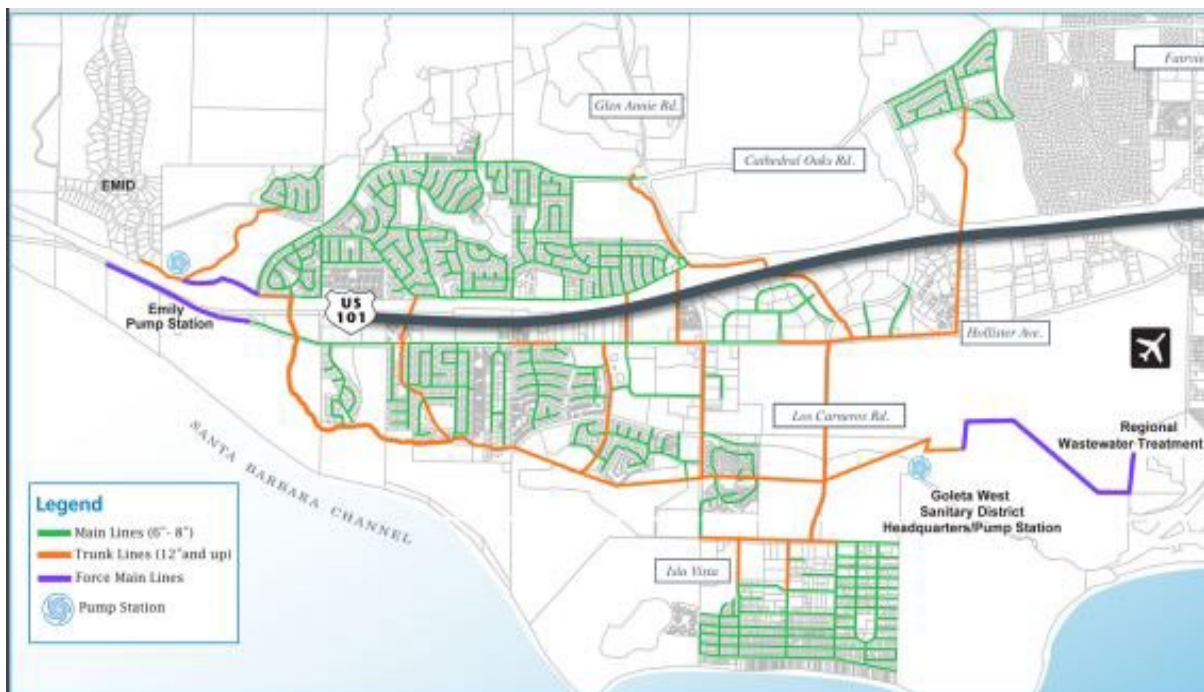 Glen Annie Rd.
Cathedral Oaks Rd.
EMID
Emily
Pump Station
US
101
Hollister Ave.
Los Carneros Rd.
Regional
Wastewater Treatment
Goleta West
Sanitary District
Headquarters/Pump Station
SANTA BARBARA CHANNEL
Isla Vista
Legend
Main Lines (6"- 8")
Trunk Lines (12"and up)
Force Main Lines
Pump Station